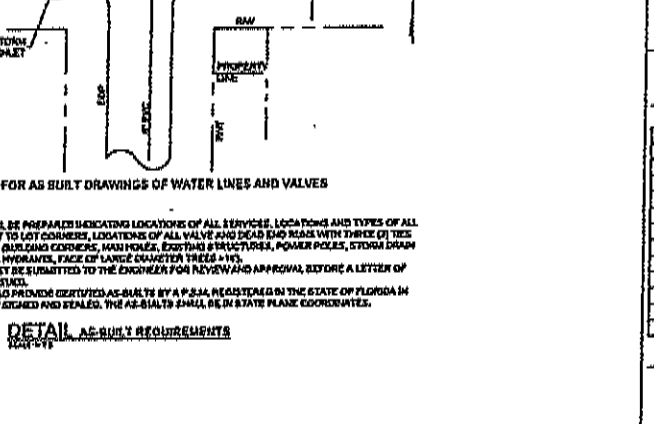 R/W
STORM
INLET
PROPERTY
LINE
EOP
R/W
FOR AS BUILT DRAWINGS OF WATER LINES AND VALVES
BE PREPARED INDICATING LOCATIONS OF ALL SERVICES, LOCATIONS AND TYPES OF ALL
TO LOT CORNERS, LOCATIONS OF ALL VALVE AND DEAD END RUNS WITH THREE (3) TIES
BUILDING CORNERS, MAN HOLES, EXISTING STRUCTURES, POWER POLES, STORM DRAIN
HYDRANTS, FACE OF LARGE DIAMETER TREES
BE SUBMITTED TO THE ENGINEER FOR REVIEW AND APPROVAL BEFORE A LETTER OF
PROVIDE CERTIFIED AS-BUILTS BY A P.S.M. REGISTERED IN THE STATE OF FLORIDA IN
SIGNED AND SEALED. THE AS-BUILTS SHALL BE IN STATE PLANE COORDINATES.
DETAIL AS-BUILT REQUIREMENTS